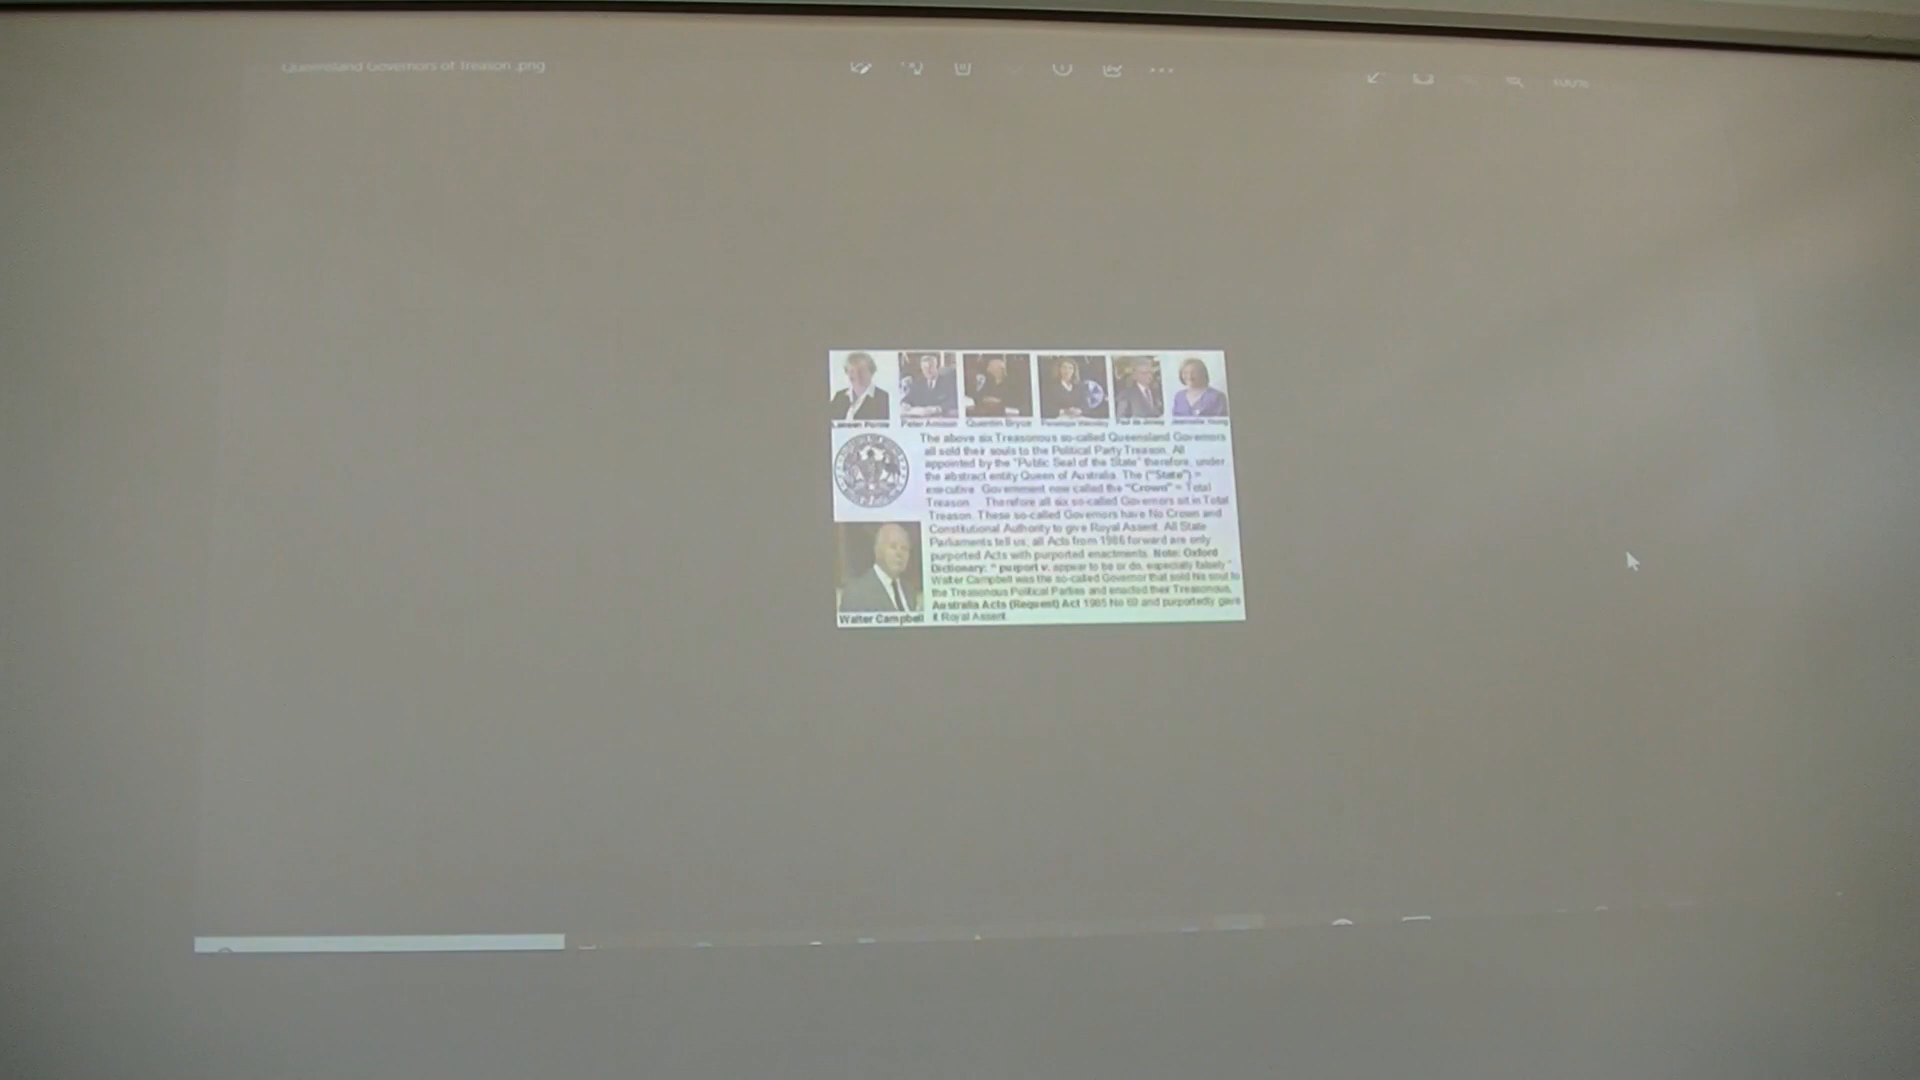 Queensland Governors of Treason .png
100%
Leneen Forde Peter Arnison Quentin Bryce Penelope Wensley Paul de Jersey Jeannette Young
The above six Treasonous so-called Queensland Governors
all sold their souls to the Political Party Treason. All
appointed by the "Public Seal of the State" therefore, under
the abstract entity Queen of Australia. The ("State") =
executive Government now called the "Crown" = Total
Treason. Therefore all six so-called Governors sit in Total
Treason. These so-called Governors have No Crown and
Constitutional Authority to give Royal Assent. All State
Parliaments tell us; all Acts from 1986 forward are only
purported Acts with purported enactments. Note: Oxford
Dictionary: " purport v. appear to be or do, especially falsely "
Walter Campbell was the so-called Governor that sold his soul to
the Treasonous Political Parties and enacted their Treasonous,
Australia Acts (Request) Act 1985 No 69 and purportedly gave
it Royal Assent.
Walter Campbell